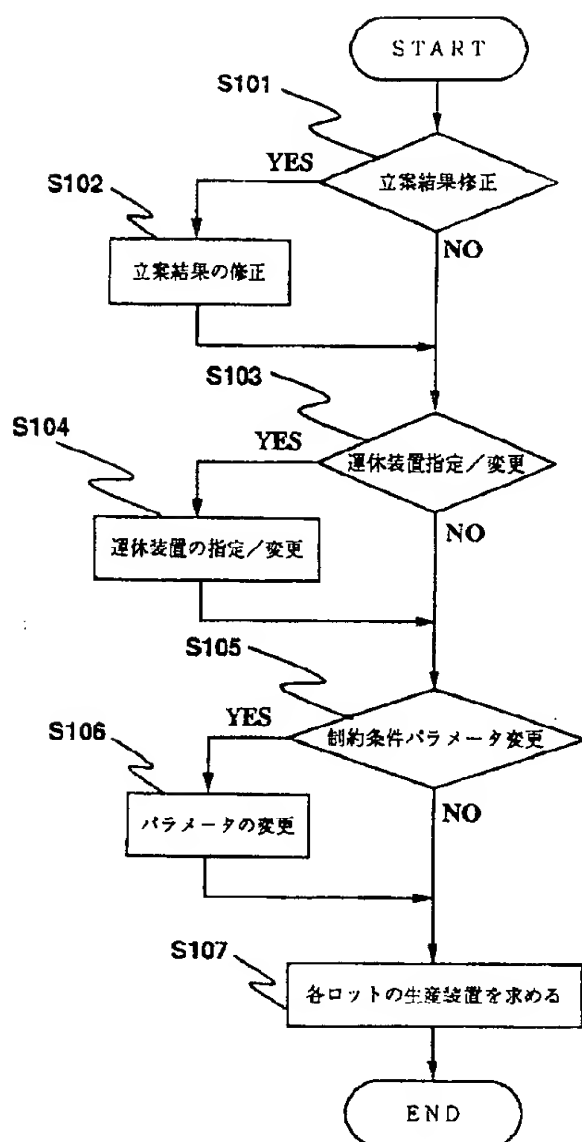 START
S101
YES
立案結果修正
S102
NO
立案結果の修正
S103
S104
YES
運休装置指定／変更
NO
運休装置の指定／変更
S105
YES
制約条件パラメータ変更
S106
NO
パラメータの変更
S107
各ロットの生産装置を求める
END